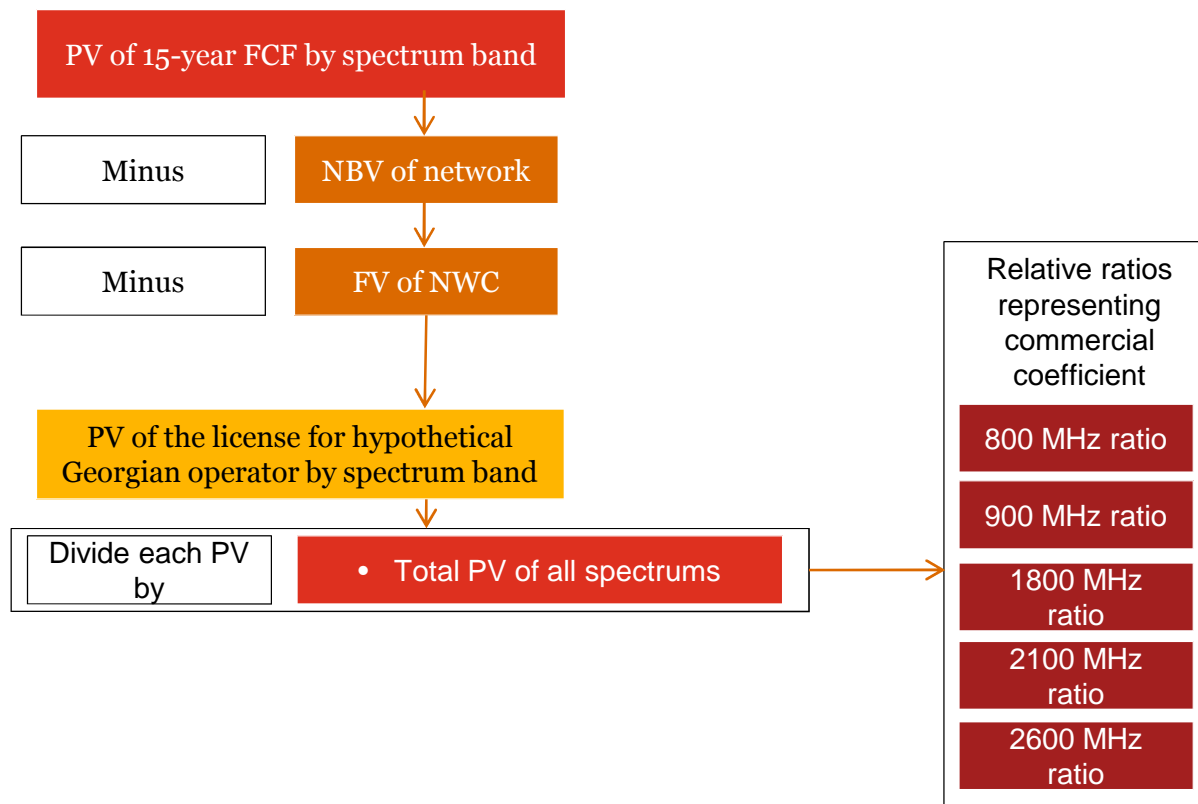 PV of 15-year FCF by spectrum band
Minus
NBV of network
Minus
FV of NWC
PV of the license for hypothetical
Georgian operator by spectrum band
Divide each PV
by
• Total PV of all spectrums
Relative ratios
representing
commercial
coefficient
800 MHz ratio
900 MHz ratio
1800 MHz
ratio
2100 MHz
ratio
2600 MHz
ratio